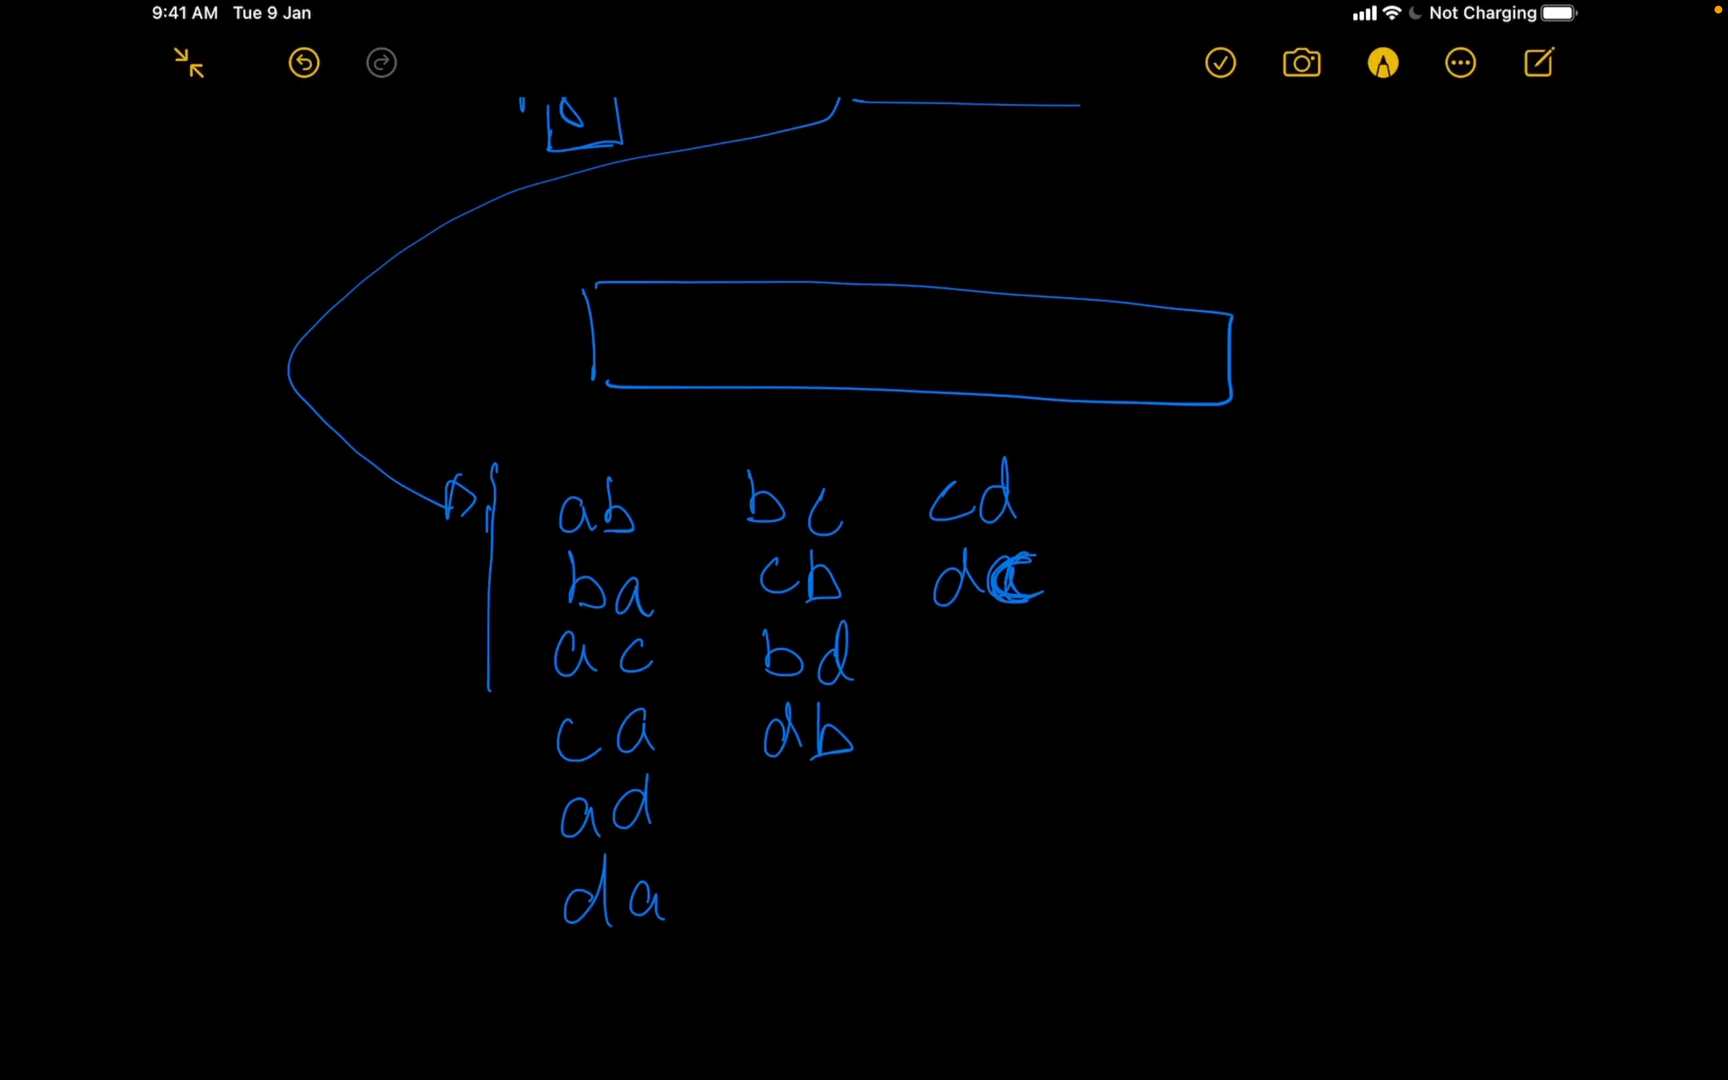 9:41 AM Tue 9 Jan Not Charging
ab bc cd
ba cb dc
ac bd
ca db
ad
da